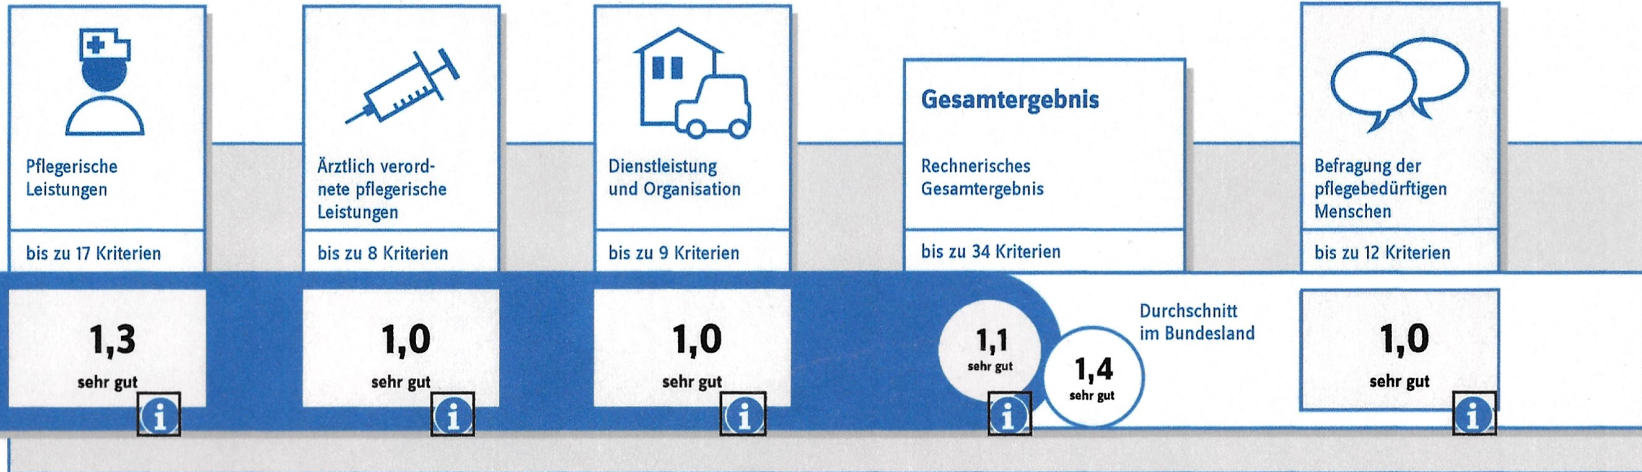 Pflegerische
Leistungen
bis zu 17 Kriterien
1,3
sehr gut
i
Ärztlich verord-
nete pflegerische
Leistungen
bis zu 8 Kriterien
1,0
sehr gut
i
Dienstleistung
und Organisation
bis zu 9 Kriterien
1,0
sehr gut
i
Gesamtergebnis
Rechnerisches
Gesamtergebnis
bis zu 34 Kriterien
1,1
sehr gut
i
1,4
sehr gut
Durchschnitt
im Bundesland
Befragung der
pflegebedürftigen
Menschen
bis zu 12 Kriterien
1,0
sehr gut
i